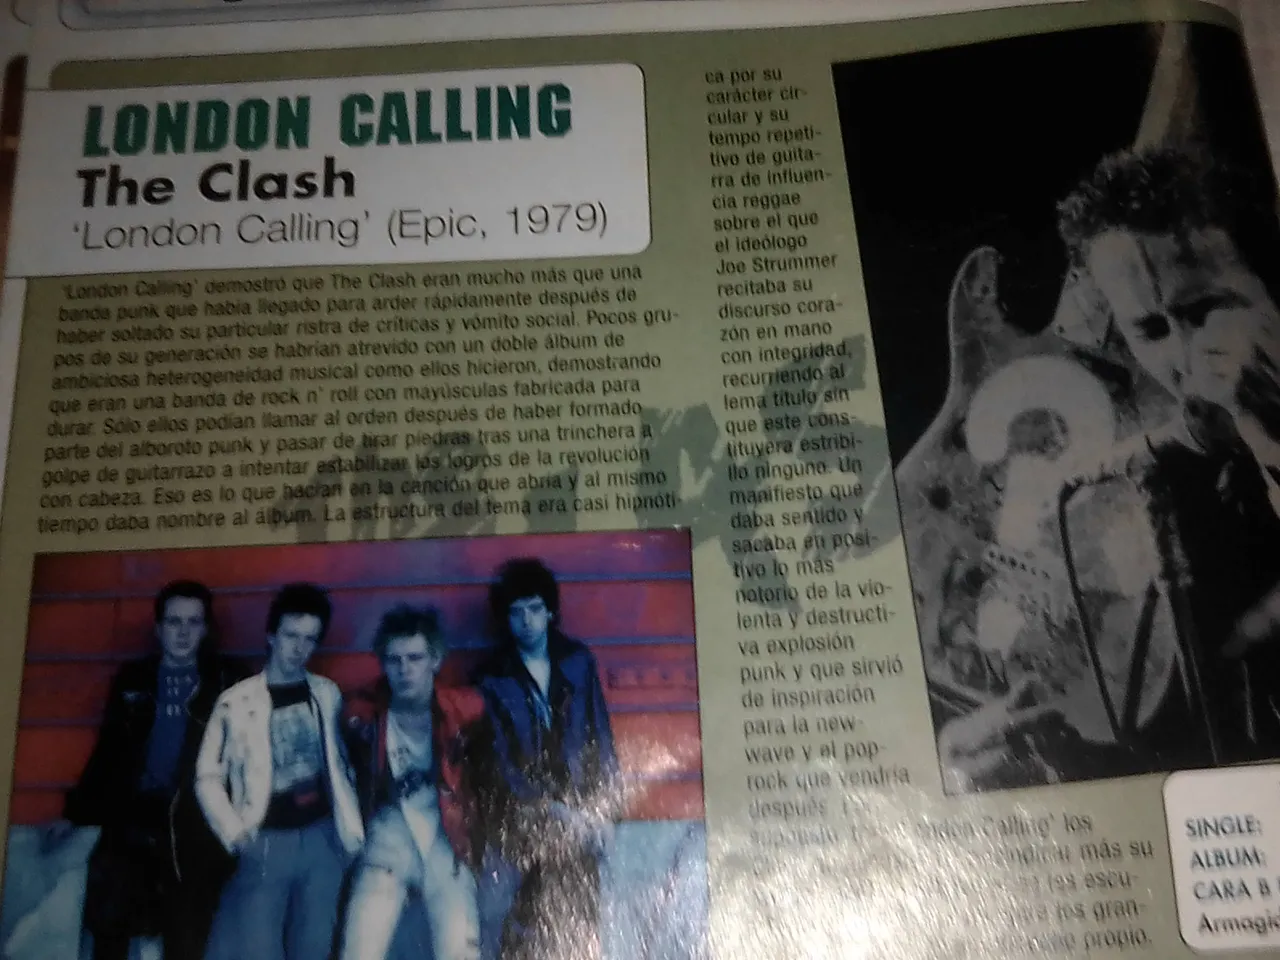 LONDON CALLING
The Clash
'London Calling' (Epic, 1979)
'London Calling' demostró que The Clash eran mucho más que una
banda punk que había llegado para arder rápidamente después de
haber soltado su particular ristra de críticas y vómito social. Pocos gru-
pos de su generación se habrían atrevido con un doble álbum de
ambiciosa heterogeneidad musical como ellos hicieron, demostrando
que eran una banda de rock n' roll con mayúsculas fabricada para
durar. Sólo ellos podían llamar al orden después de haber formado
parte del alboroto punk y pasar de tirar piedras tras una trinchera a
golpe de guitarrazo a intentar estabilizar los logros de la revolución
con cabeza. Eso es lo que hacían en la canción que abría y al mismo
tiempo daba nombre al álbum. La estructura del tema era casi hipnóti-
ca por su
carácter cir-
cular y su
tempo repeti-
tivo de guita-
rra de influen-
cia reggae
sobre el que
el ideólogo
Joe Strummer
recitaba su
discurso cora-
zón en mano
con integridad,
recurriendo al
lema título sin
que este cons-
tituyera estribi-
llo ninguno. Un
manifiesto que
daba sentido y
sacaba en posi-
tivo lo más
notorio de la vio-
lenta y destructi-
va explosión
punk y que sirvió
de inspiración
para la new-
wave y el pop-
rock que vendría
después
Calling' los
más su
los escu-
los gran-
propio.
SINGLE:
ALBUM:
CARA B